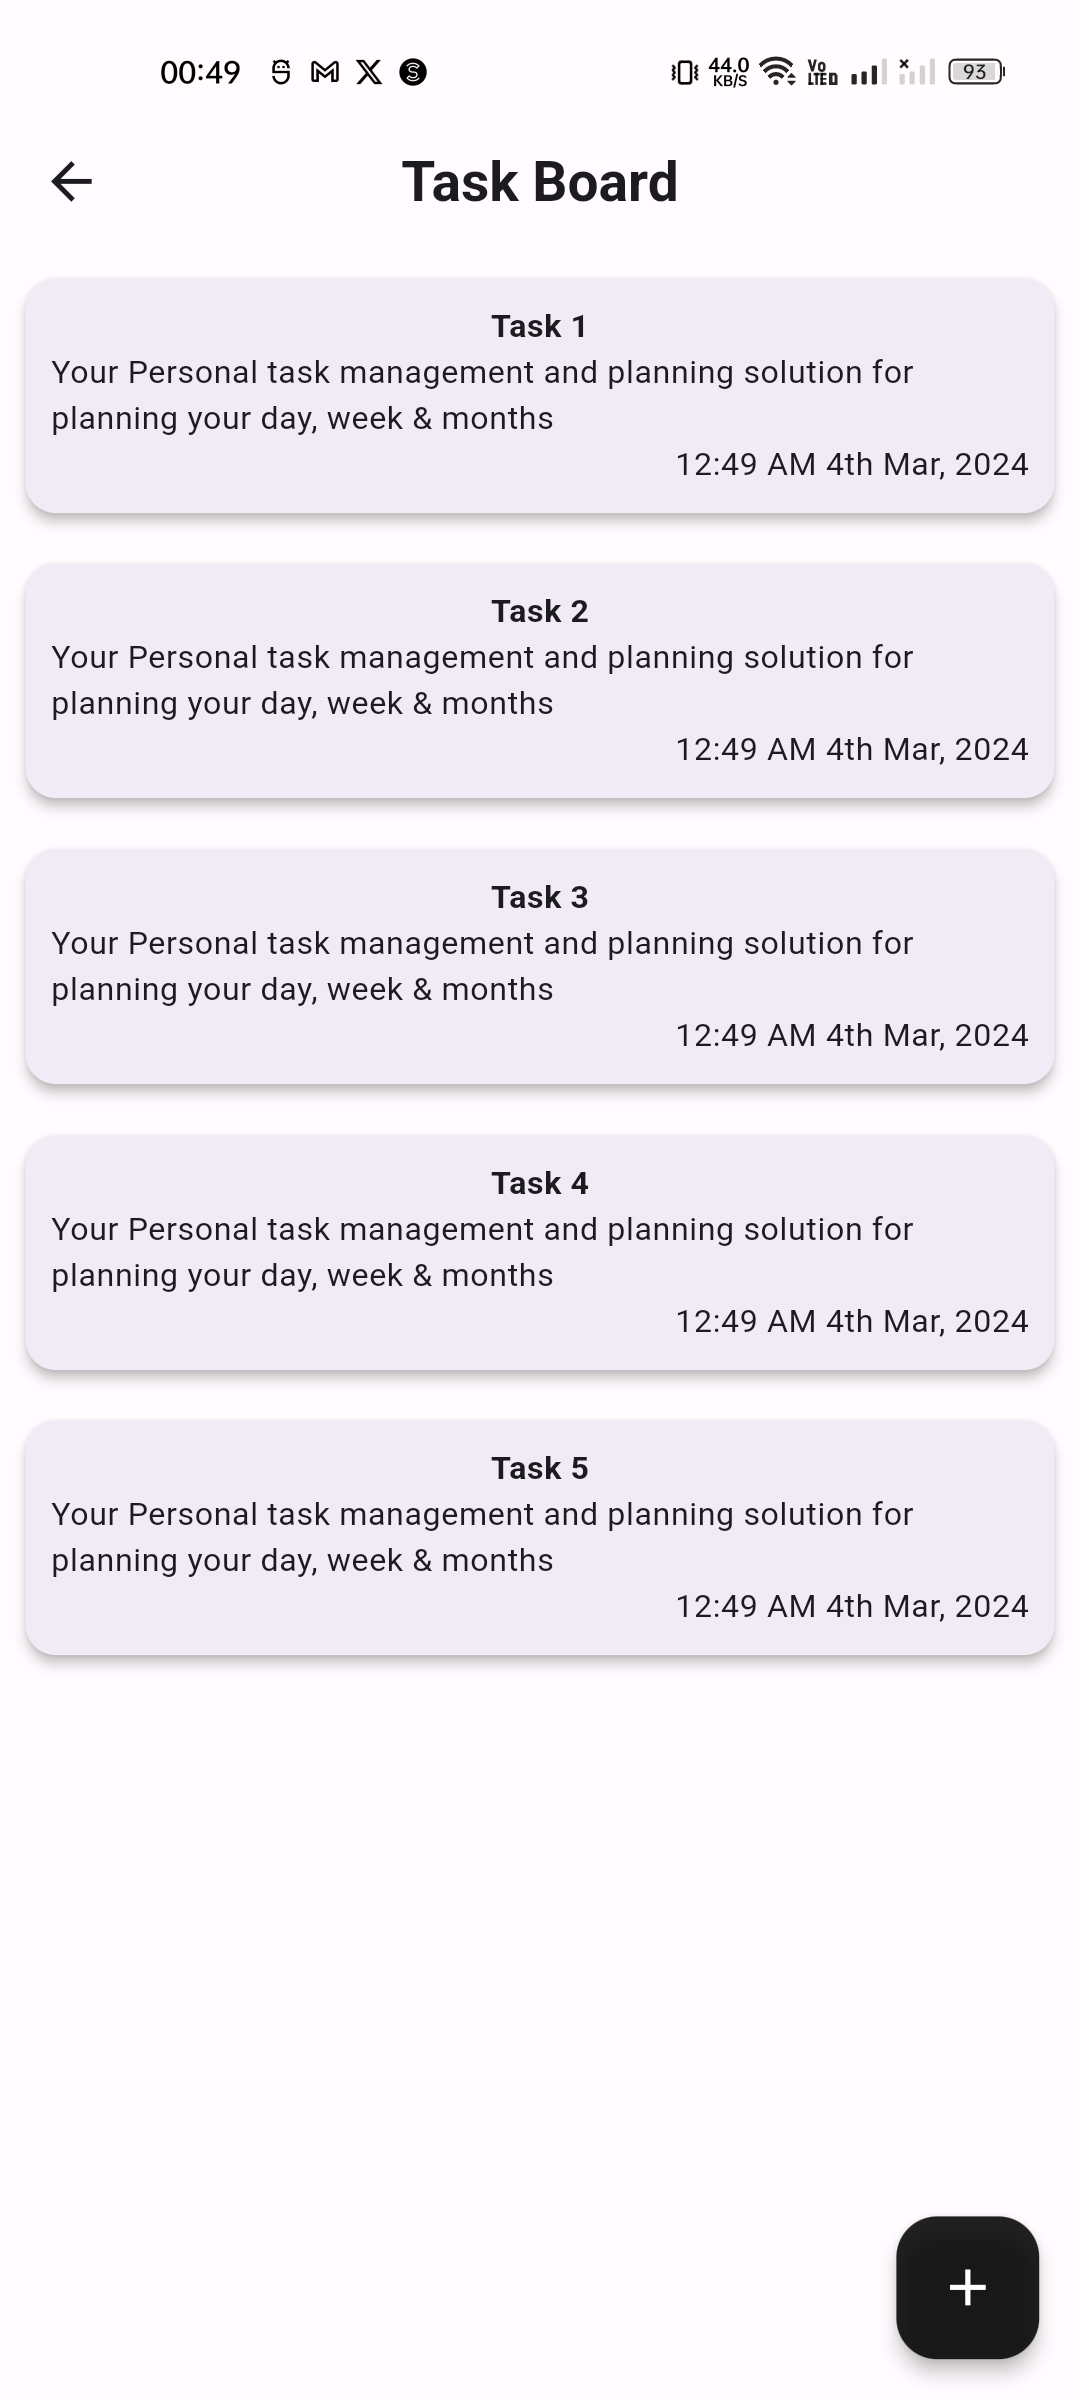 00:49 44.0 KB/S Vo LTE 93
Task Board
Task 1
Your Personal task management and planning solution for
planning your day, week & months
12:49 AM 4th Mar, 2024
Task 2
Your Personal task management and planning solution for
planning your day, week & months
12:49 AM 4th Mar, 2024
Task 3
Your Personal task management and planning solution for
planning your day, week & months
12:49 AM 4th Mar, 2024
Task 4
Your Personal task management and planning solution for
planning your day, week & months
12:49 AM 4th Mar, 2024
Task 5
Your Personal task management and planning solution for
planning your day, week & months
12:49 AM 4th Mar, 2024